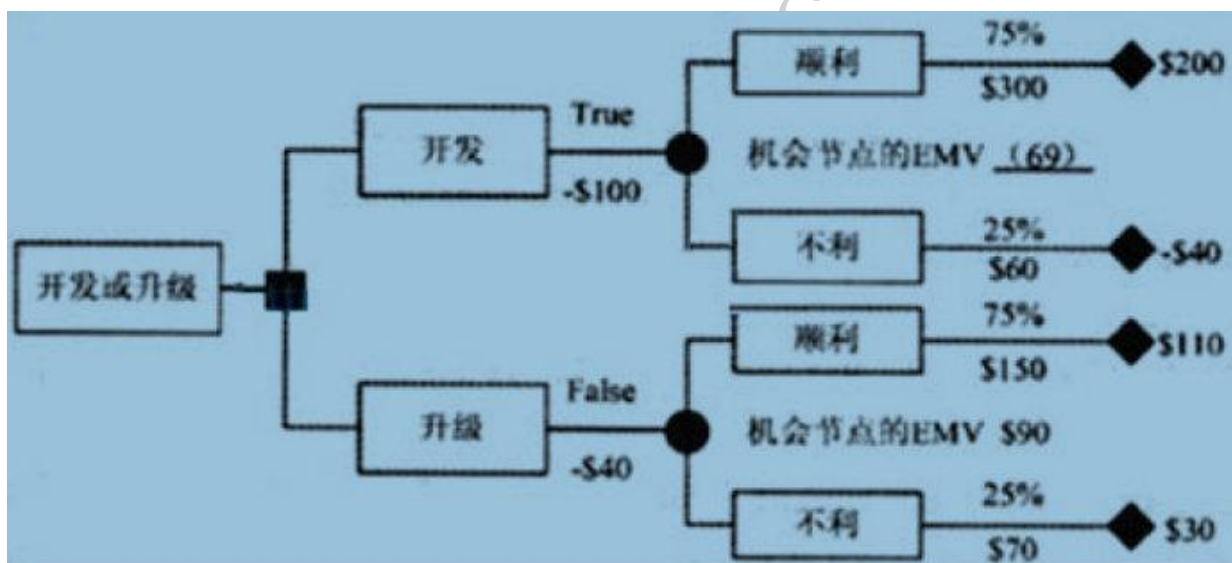 75%
顺利
$200
$300
True
开发
机会节点的EMV (69)
-$100
25%
不利
-$40
$60
开发或升级
75%
顺利
$110
$150
False
升级
机会节点的EMV $90
-$40
25%
不利
$30
$70